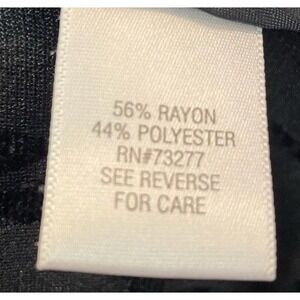 56% RAYON
44% POLYESTER
RN#73277
SEE REVERSE
FOR CARE